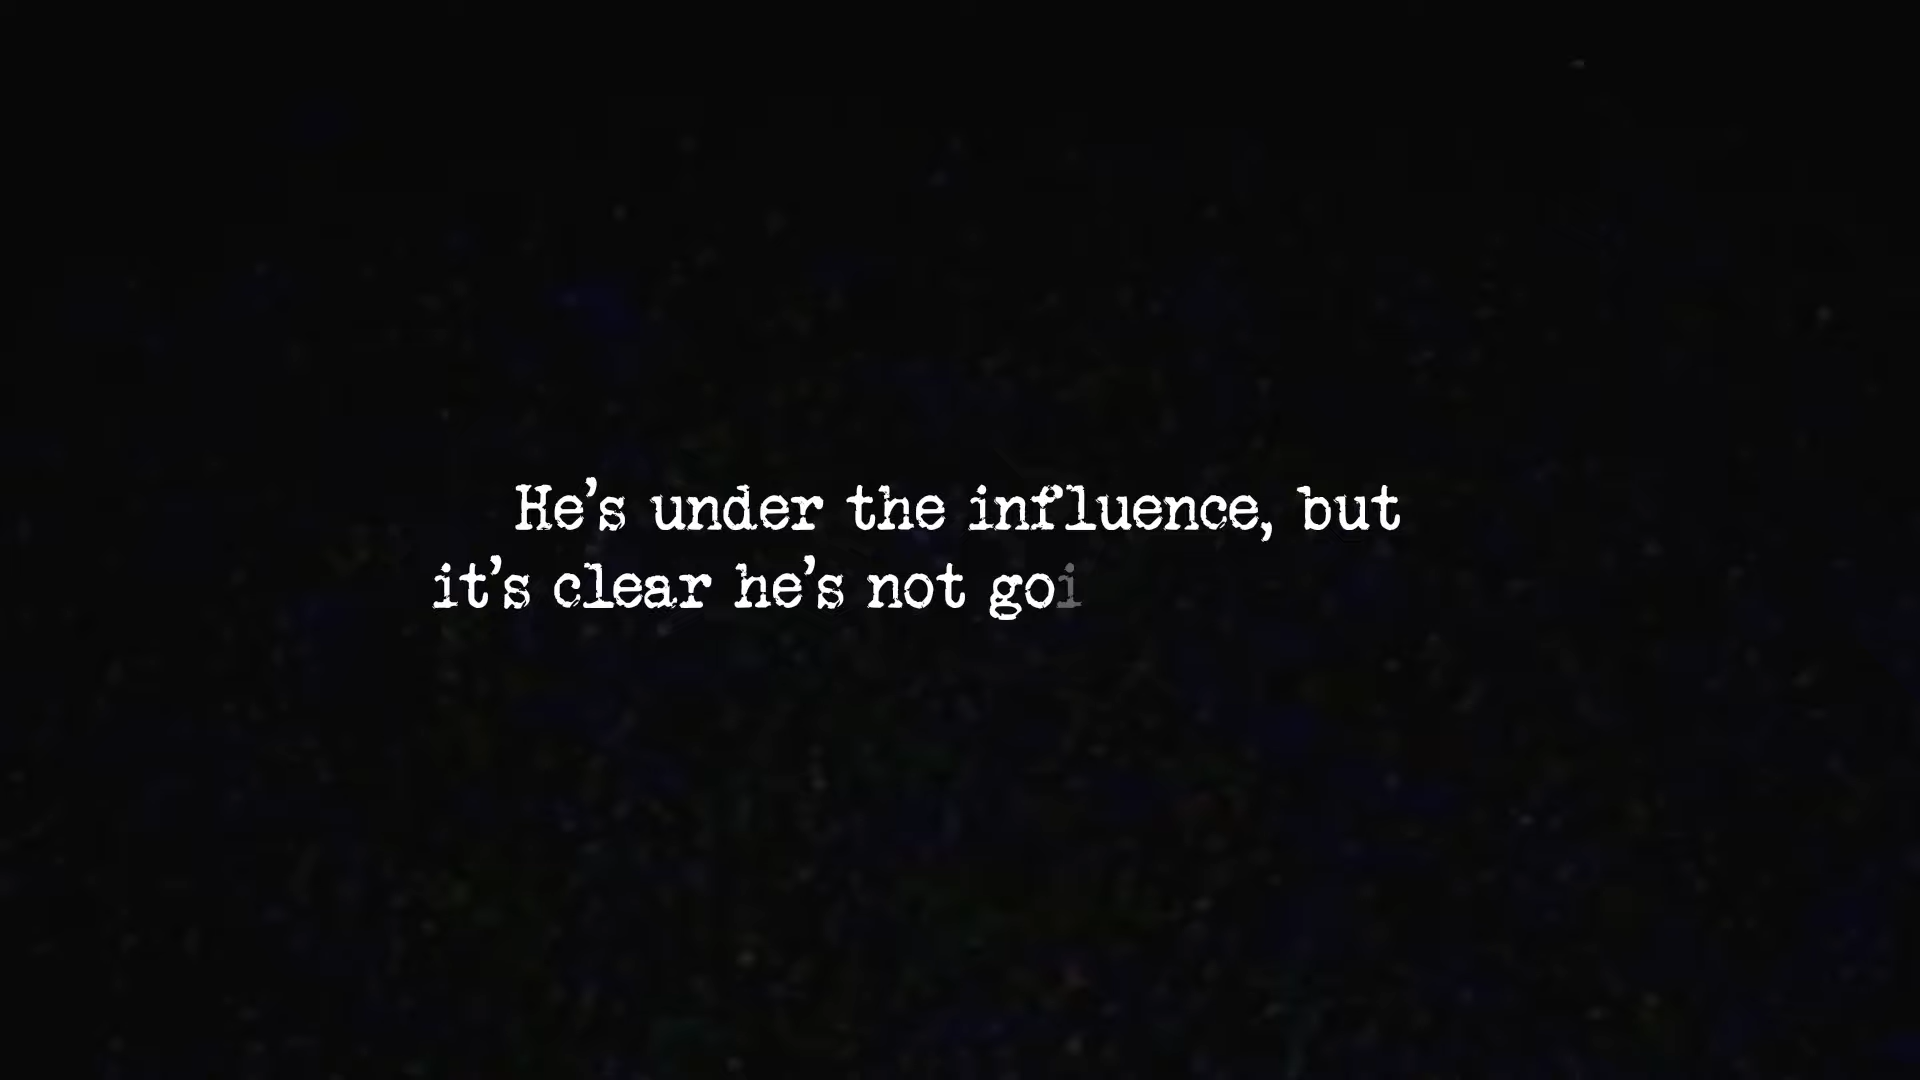 He’s under the influence, but
it’s clear he’s not goi